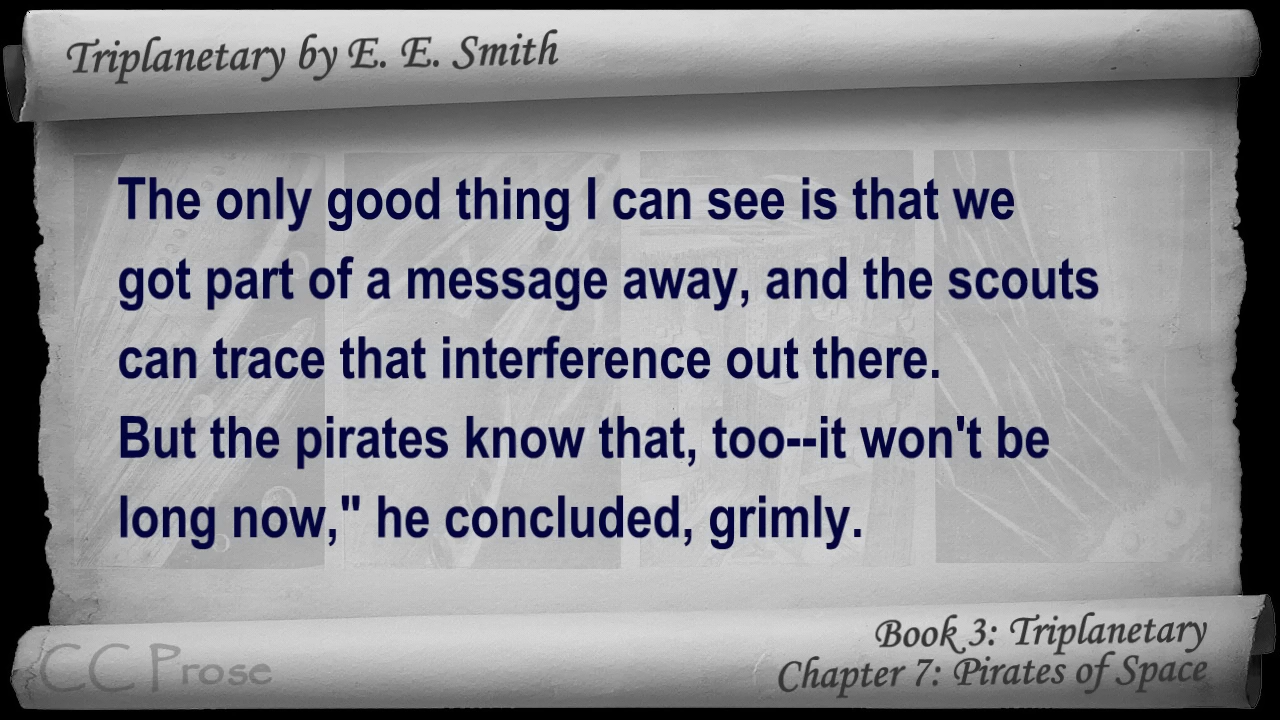 Triplanetary by E. E. Smith
The only good thing I can see is that we
got part of a message away, and the scouts
can trace that interference out there.
But the pirates know that, too--it won't be
long now," he concluded, grimly.
CC Prose
Book 3: Triplanetary
Chapter 7: Pirates of Space